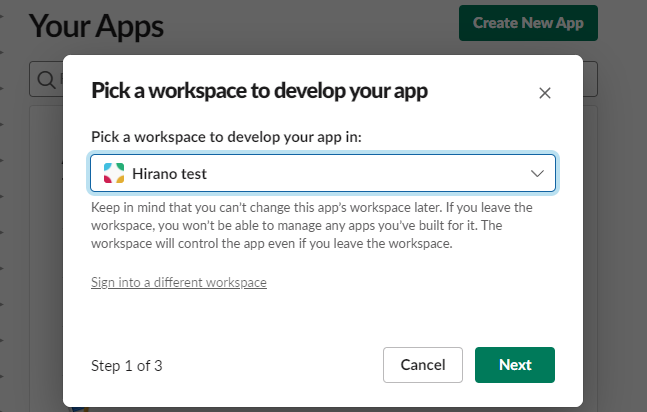 Your Apps
Create New App
Pick a workspace to develop your app
Pick a workspace to develop your app in:
Hirano test
Keep in mind that you can't change this app's workspace later. If you leave the
workspace, you won't be able to manage any apps you've built for it. The
workspace will control the app even if you leave the workspace.
Sign into a different workspace
Step 1 of 3
Cancel
Next